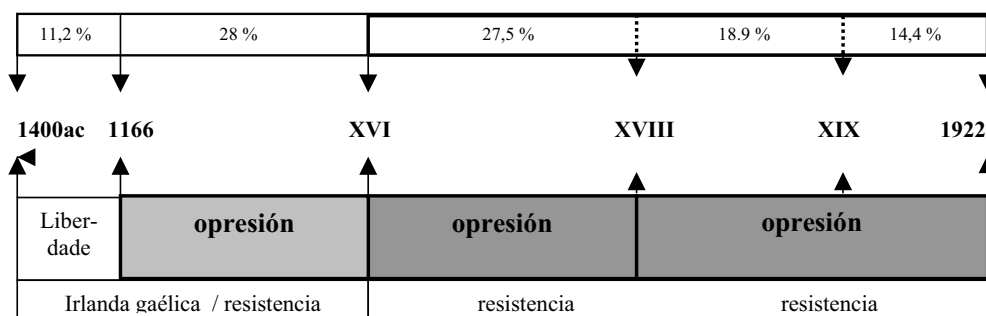 11,2 % 28 % 27,5 % 18.9 % 14,4 %
1400ac 1166 XVI XVIII XIX 1922
Liber-
dade
opresión opresión opresión
Irlanda gaélica / resistencia resistencia resistencia